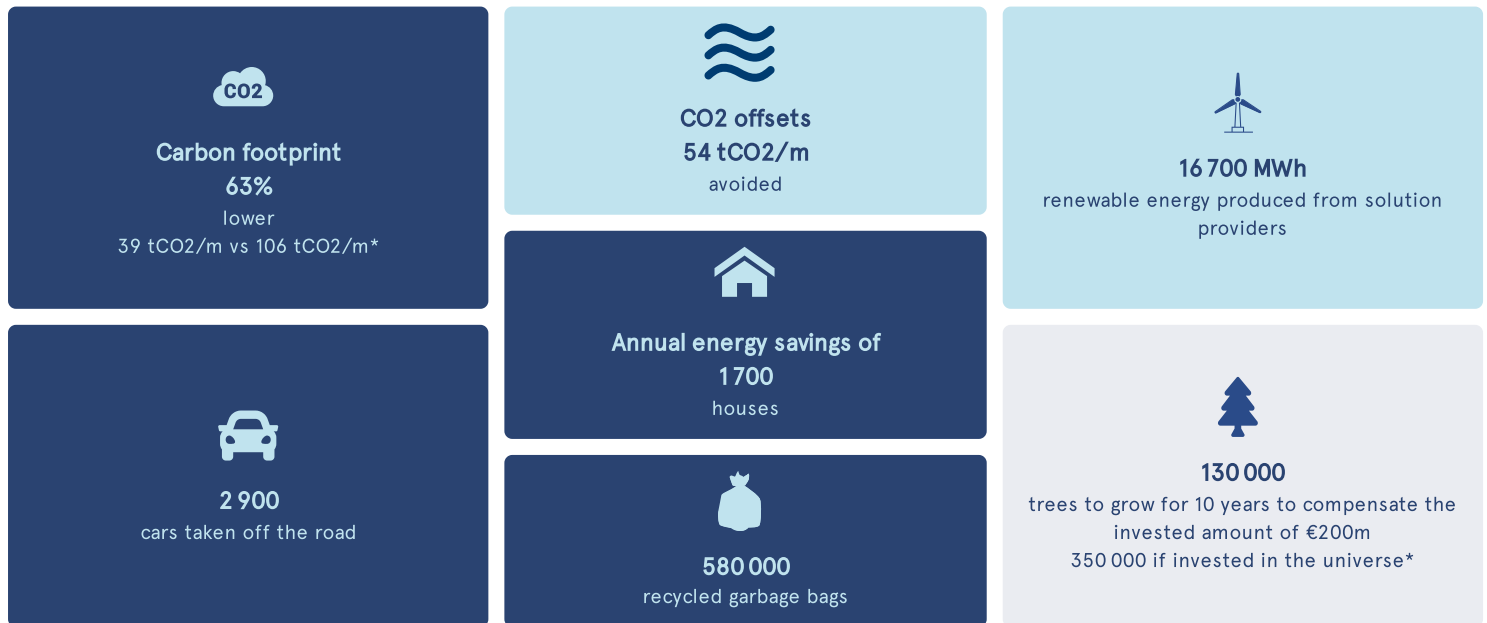 CO2
Carbon footprint
63%
lower
39 tCO2/m vs 106 tCO2/m*
2 900
cars taken off the road
CO2 offsets
54 tCO2/m
avoided
Annual energy savings of
1 700
houses
580 000
recycled garbage bags
16 700 MWh
renewable energy produced from solution
providers
130 000
trees to grow for 10 years to compensate the
invested amount of €200m
350 000 if invested in the universe*